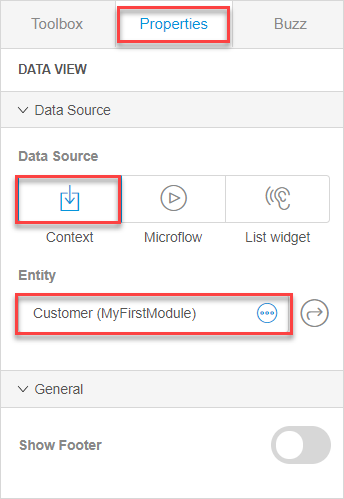 Toolbox Properties Buzz
DATA VIEW
Data Source
Data Source
Context Microflow List widget
Entity
Customer (MyFirstModule)
General
Show Footer